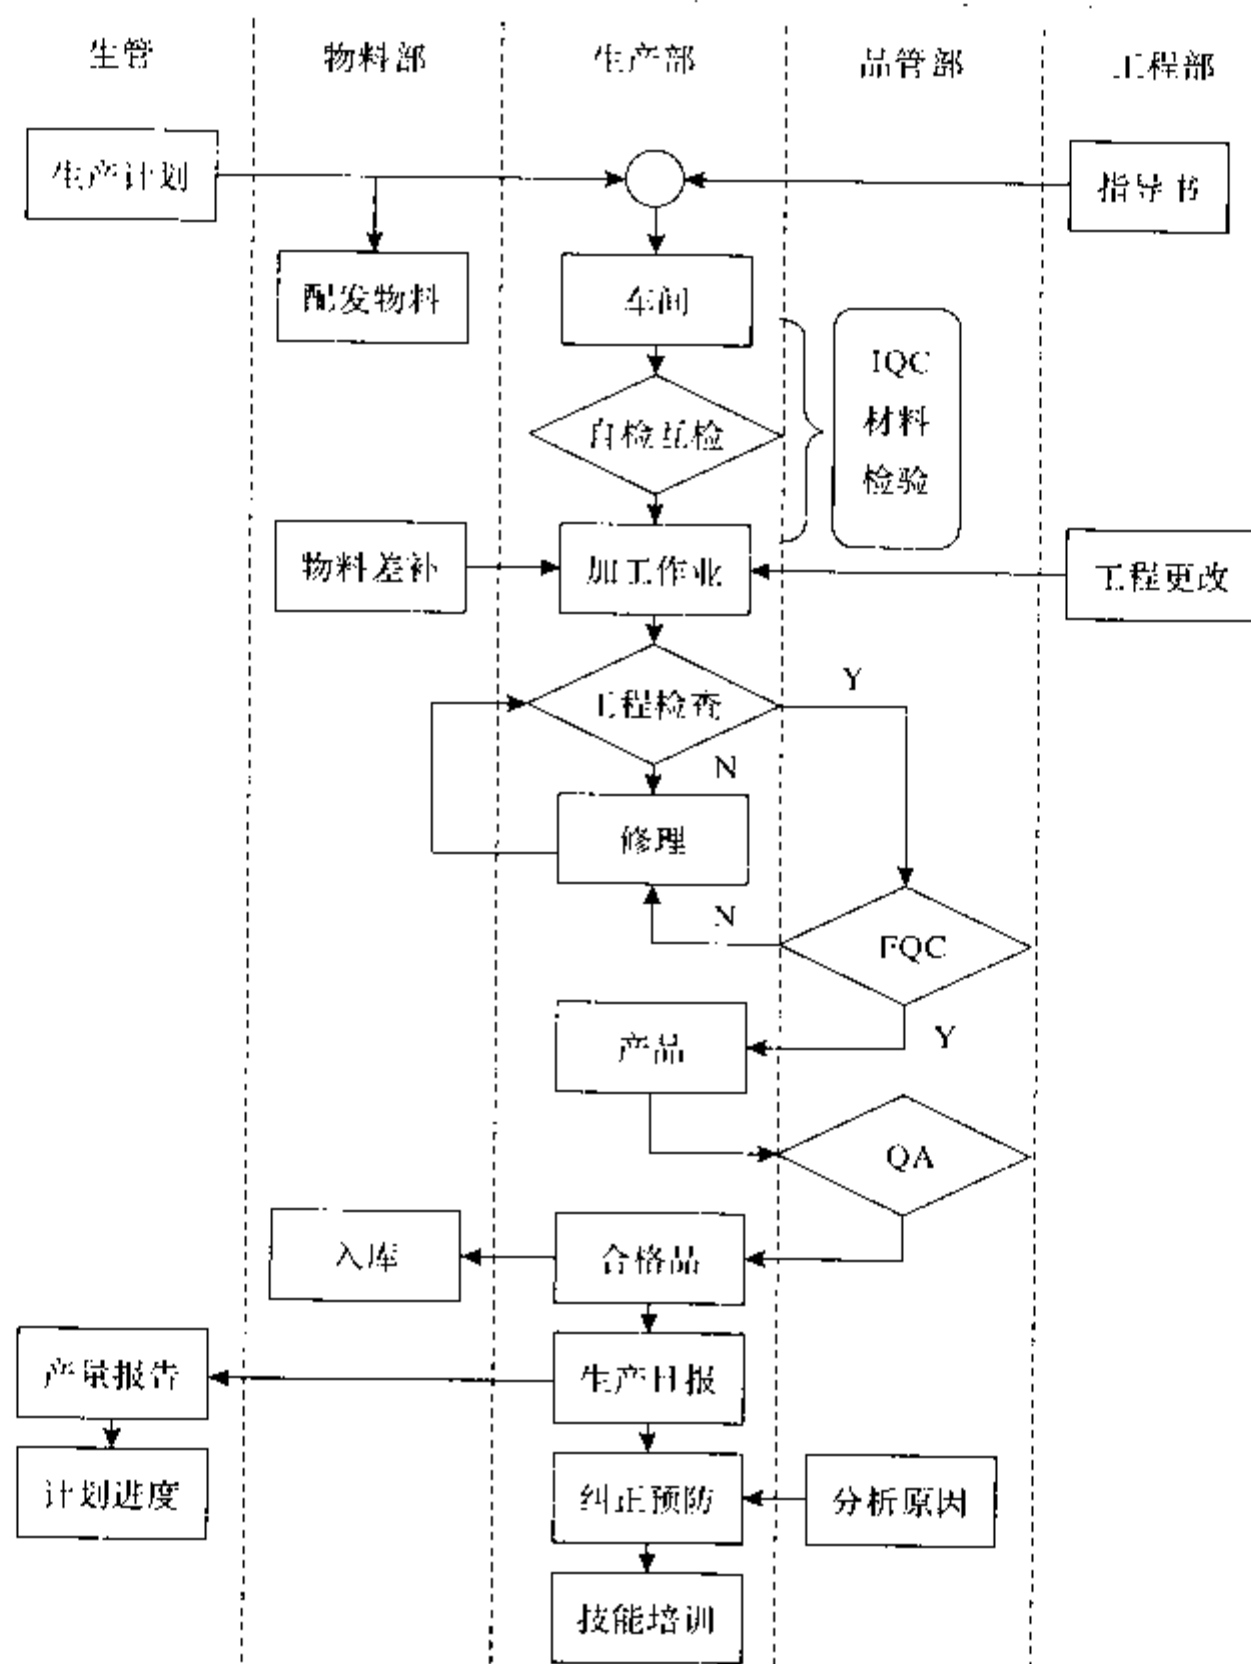 生管 物料部 生产部 品管部 工程部
生产计划
指导书
配发物料
车间
IQC
材料
检验
自检互检
物料差补
加工作业
工程更改
工程检查
Y
N
修理
N
FQC
产品
Y
QA
入库
合格品
产量报告
生产日报
计划进度
纠正预防
分析原因
技能培训